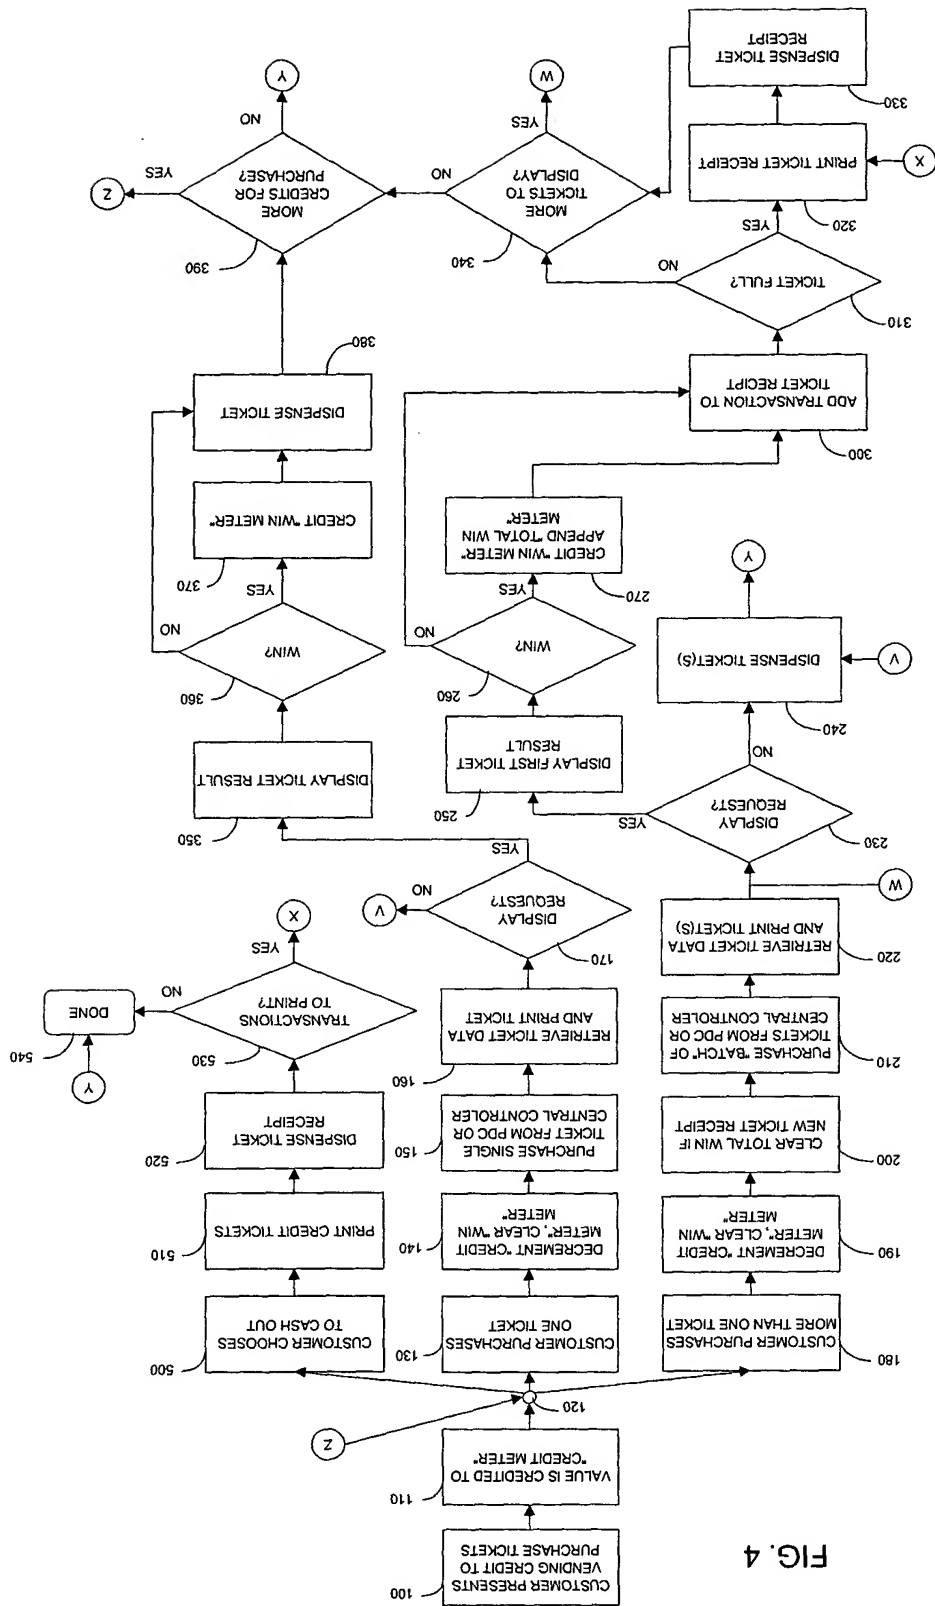 FIG. 4
CUSTOMER PRESENTS
VENDING CREDIT TO
PURCHASE TICKETS
100
VALUE IS CREDITED TO
"CREDIT METER"
110
Z
120
CUSTOMER PURCHASES
MORE THAN ONE TICKET
180
DECREMENT "CREDIT
METER", CLEAR "WIN
METER"
190
CLEAR TOTAL WIN IF
NEW TICKET RECEIPT
200
PURCHASE "BATCH" OF
TICKETS FROM PDC OR
CENTRAL CONTROLER
210
RETRIEVE TICKET DATA
AND PRINT TICKET(S)
220
W
DISPLAY
REQUEST?
230
YES
NO
DISPENSE TICKET(S)
240
V
Y
CUSTOMER PURCHASES
ONE TICKET
130
DECREMENT "CREDIT
METER", CLEAR "WIN
METER"
140
PURCHASE SINGLE
TICKET FROM PDC OR
CENTRAL CONTROLER
150
RETRIEVE TICKET DATA
AND PRINT TICKET
160
DISPLAY
REQUEST?
170
NO
V
YES
CUSTOMER CHOOSES
TO CASH OUT
500
PRINT CREDIT TICKETS
510
DISPENSE TICKET
RECEIPT
520
TRANSACTIONS
TO PRINT?
530
YES
X
NO
Y
DONE
540
DISPLAY FIRST TICKET
RESULT
250
WIN?
260
YES
NO
CREDIT "WIN METER"
APPEND "TOTAL WIN
METER"
270
ADD TRANSACTION TO
TICKET RECIPT
300
TICKET FULL?
310
YES
NO
PRINT TICKET RECEIPT
320
X
DISPENSE TICKET
RECEIPT
330
MORE
TICKETS TO
DISPLAY?
340
YES
W
NO
DISPLAY TICKET RESULT
350
WIN?
360
YES
NO
CREDIT "WIN METER"
370
DISPENSE TICKET
380
MORE
CREDITS FOR
PURCHASE?
390
YES
Z
NO
Y